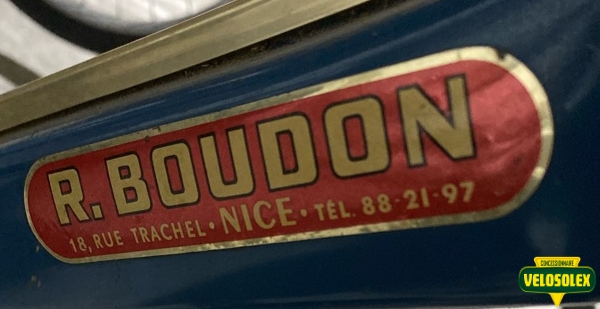 R. BOUDON
18, RUE TRACHEL • NICE • TÉL. 88-21-97
CONCESSIONNAIRE
VELOSOLEX